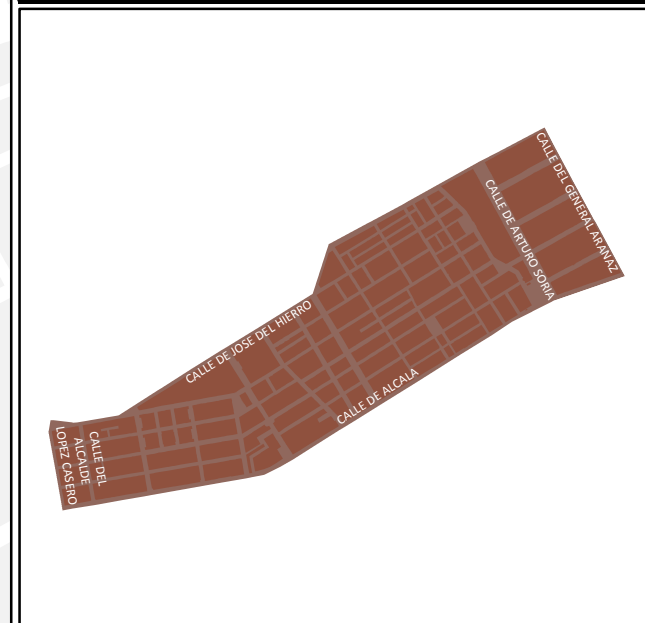 CALLE DEL GENERAL ARANAZ
CALLE DE ARTURO SORIA
CALLE DE JOSE DEL HIERRO
CALLE DE ALCALA
CALLE DEL
ALCALDE
LOPEZ CASERO